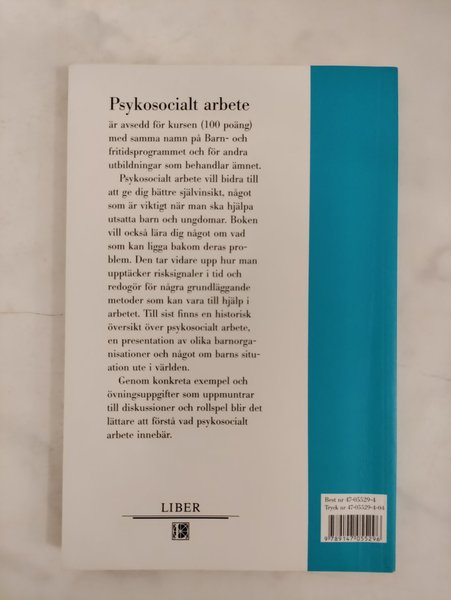 Psykosocialt arbete
är avsedd för kursen (100 poäng)
med samma namn på Barn- och
fritidsprogrammet och för andra
utbildningar som behandlar ämnet.
Psykosocialt arbete vill bidra till
att ge dig bättre självinsikt, något
som är viktigt när man ska hjälpa
utsatta barn och ungdomar. Boken
vill också lära dig något om vad
som kan ligga bakom deras pro-
blem. Den tar vidare upp hur man
upptäcker risksignaler i tid och
redogör för några grundläggande
metoder som kan vara till hjälp i
arbetet. Till sist finns en historisk
översikt över psykosocialt arbete,
en presentation av olika barnorga-
nisationer och något om barns situ-
ation ute i världen.
Genom konkreta exempel och
övningsuppgifter som uppmuntrar
till diskussioner och rollspel blir det
lättare att förstå vad psykosocialt
arbete innebär.
LIBER
Best nr 47-05529-4
Tryck nr 47-05529-4-04
9 789147 055296